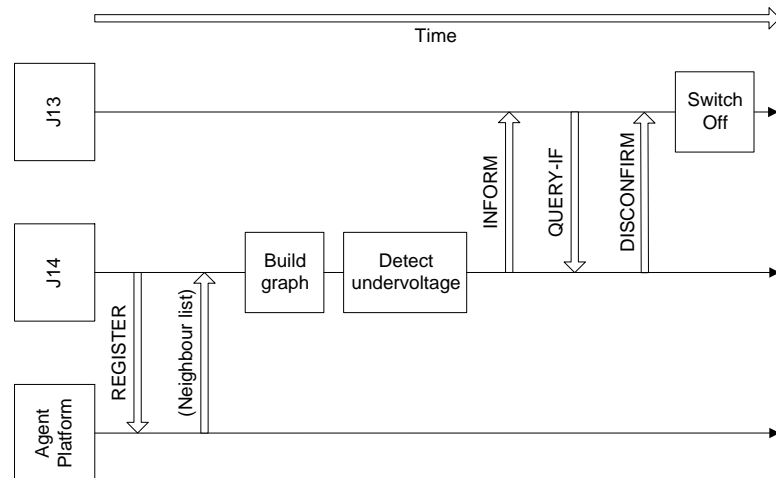 Time
J13
Switch
Off
INFORM
QUERY-IF
DISCONFIRM
J14
Build
graph
Detect
undervoltage
REGISTER
(Neighbour list)
Agent
Platform